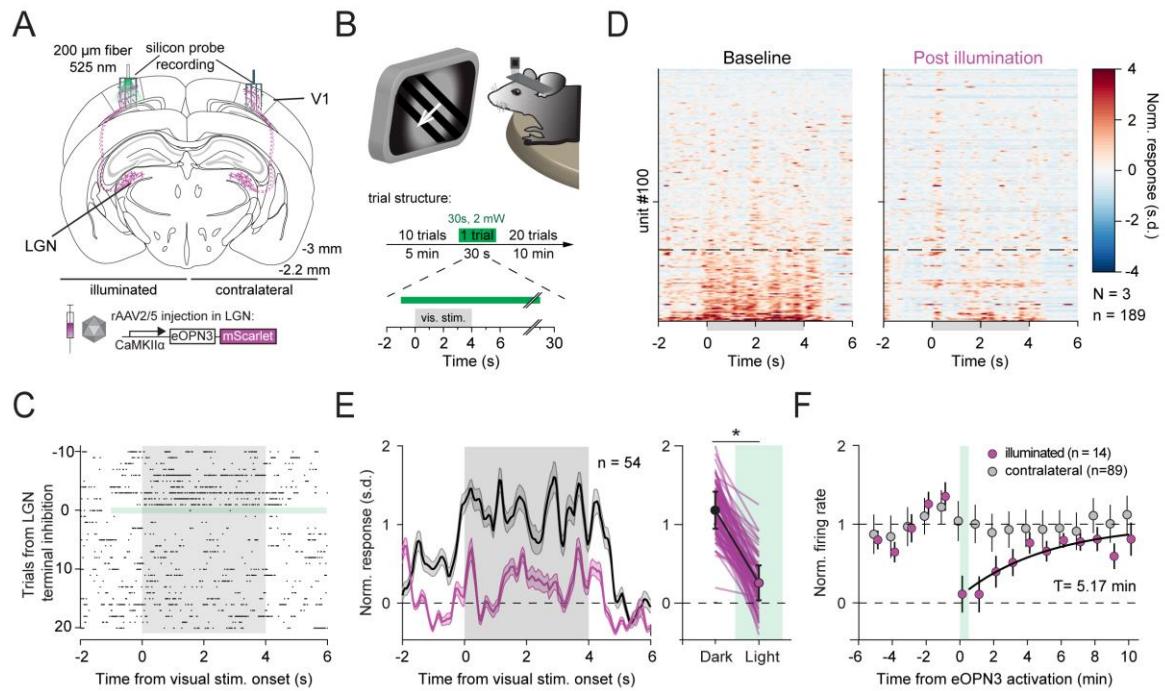 A
200 µm fiber
525 nm
silicon probe
recording
V1
LGN
-3 mm
-2.2 mm
illuminated
contralateral
rAAV2/5 injection in LGN:
CaMKIIα
eOPN3
mScarlet
B
trial structure:
30s, 2 mW
10 trials
1 trial
20 trials
5 min
30 s
10 min
vis. stim.
0
2
4
6
30
Time (s)
D
Baseline
Post illumination
unit #100
-2
0
2
4
6
-2
0
2
4
6
Time (s)
Time (s)
4
2
0
-2
-4
Norm. response (s.d.)
N = 3
n = 189
C
Trials from LGN
terminal inhibition
-10
0
10
20
-2
0
2
4
6
Time from visual stim. onset (s)
E
Norm. response (s.d.)
2
1
0
n = 54
-2
0
2
4
6
Time from visual stim. onset (s)
*
2
1
0
Dark
Light
F
illuminated (n = 14)
contralateral (n=89)
Norm. firing rate
2
1
0
T= 5.17 min
-6
-4
-2
0
2
4
6
8
10
Time from eOPN3 activation (min)